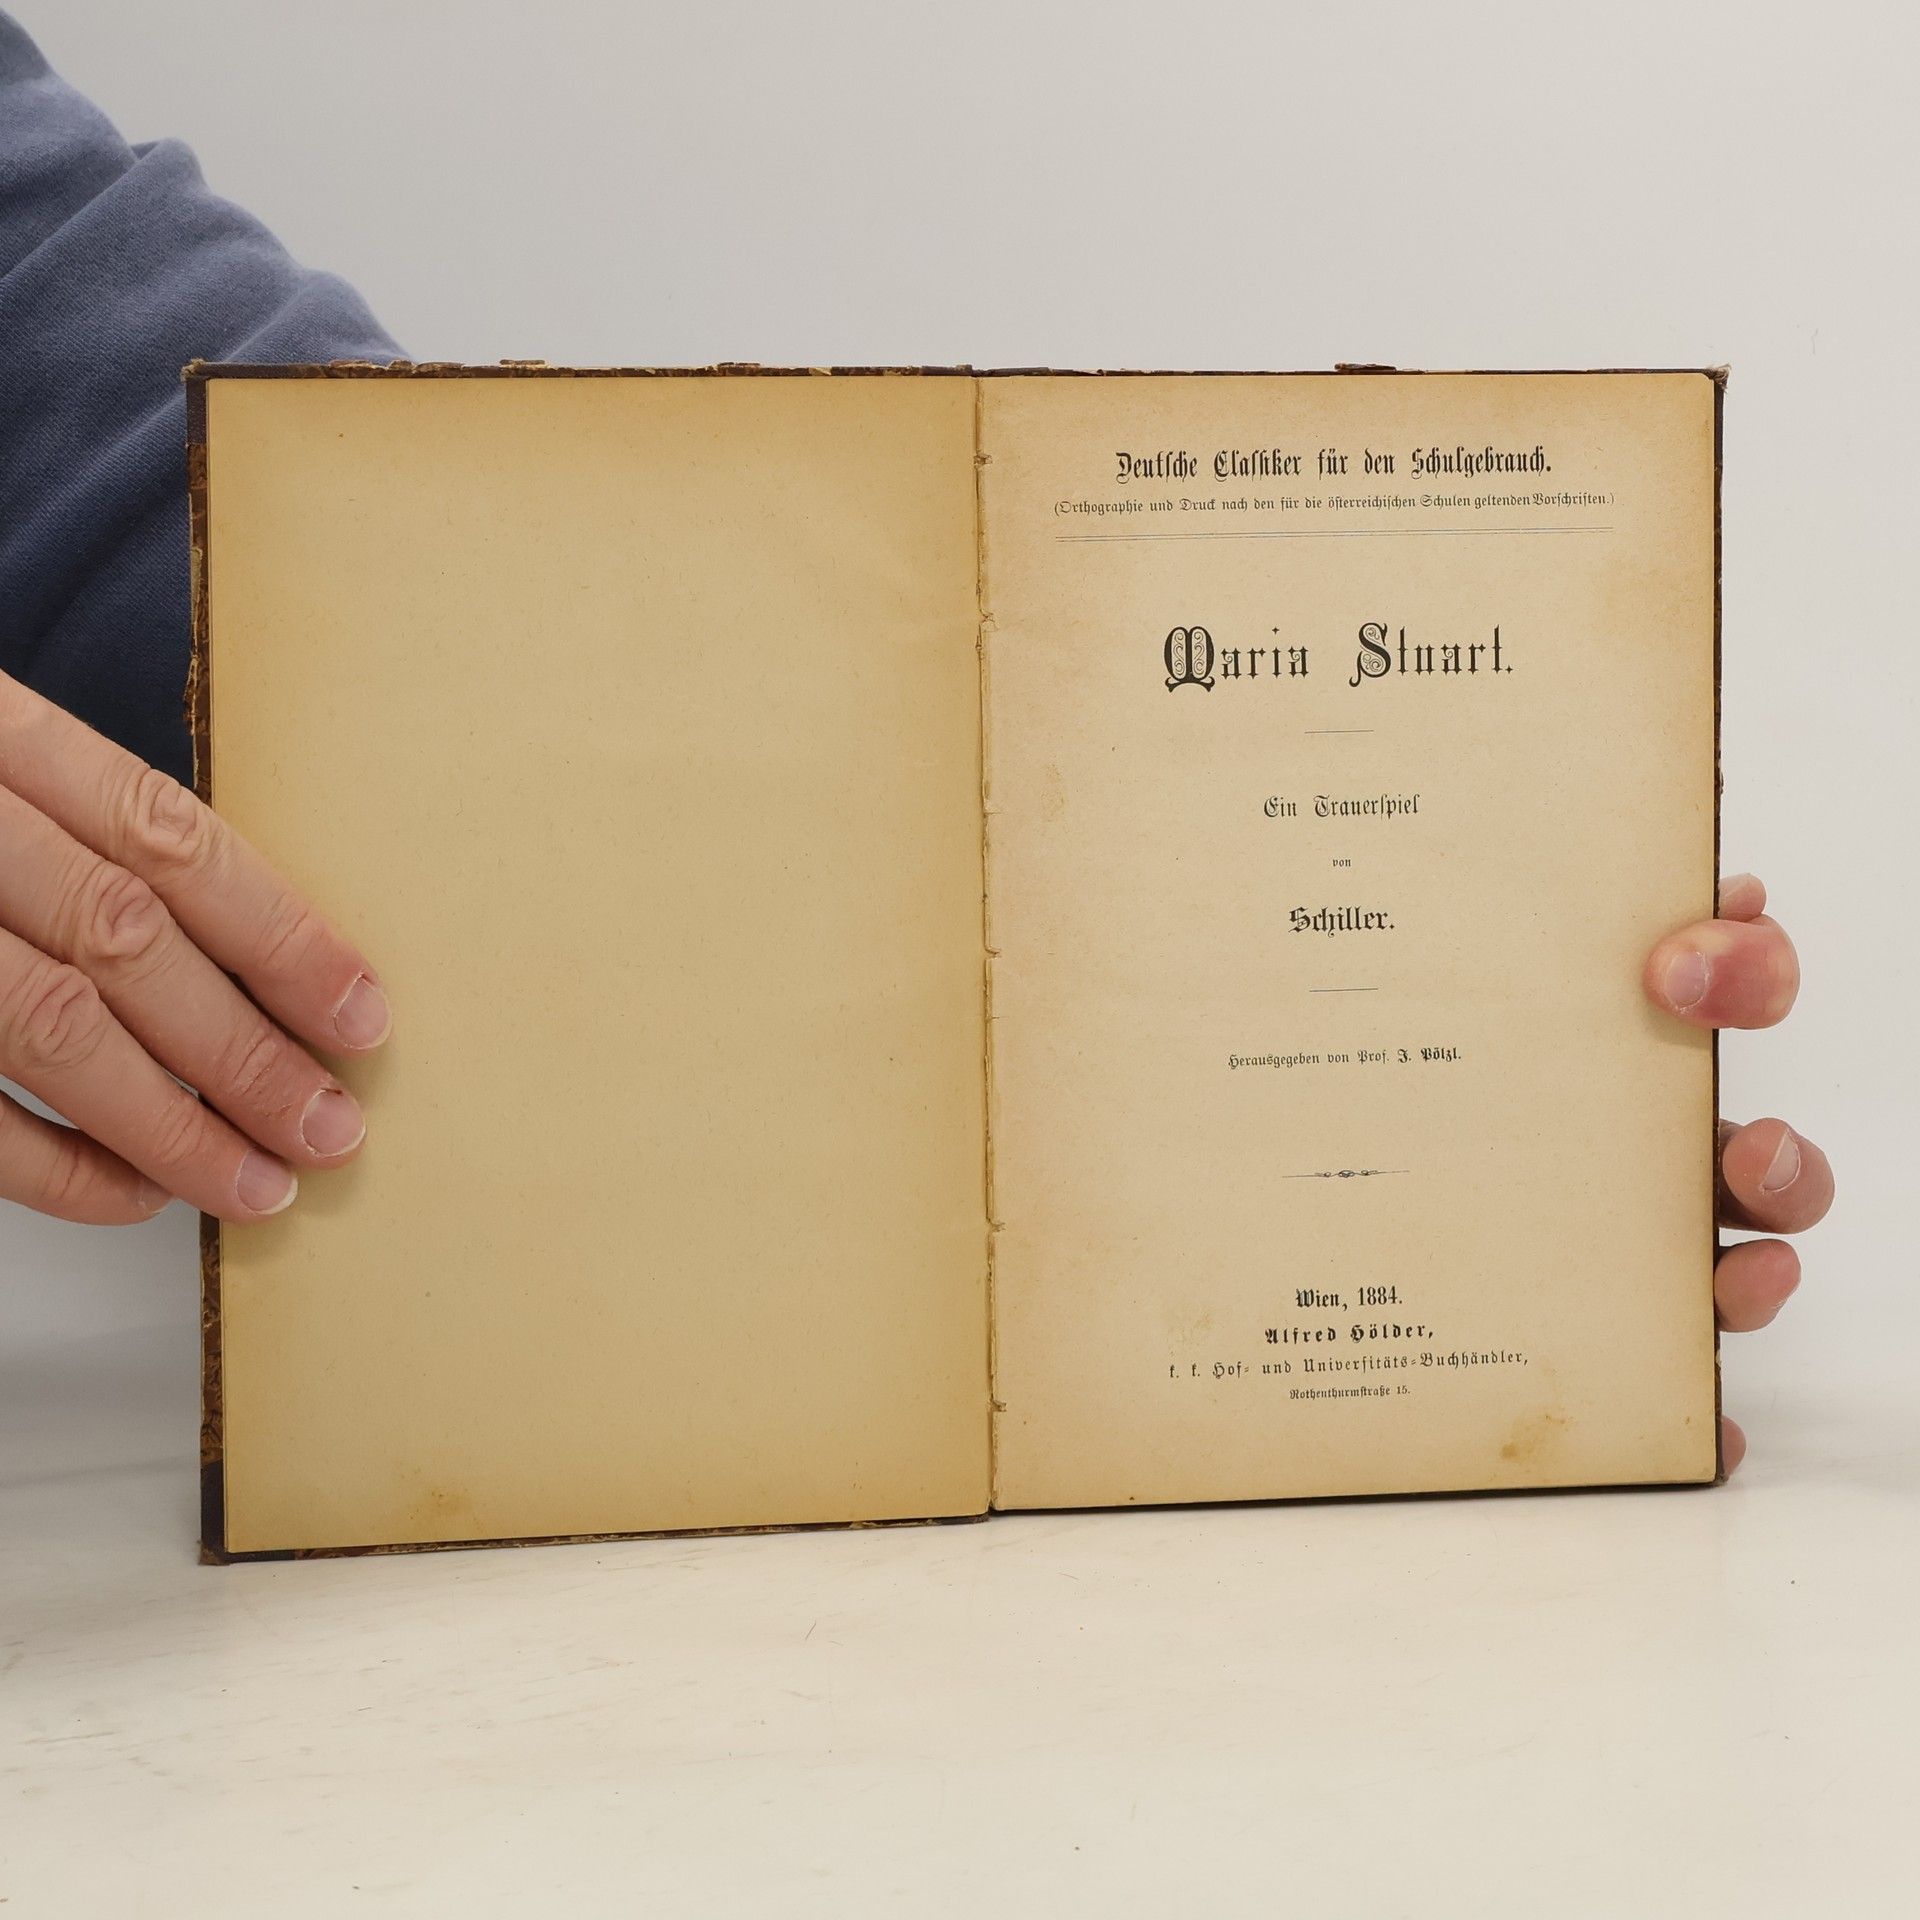 Deutsche Classiker für den Schulgebrauch.
(Orthographie und Druck nach den für die österreichischen Schulen geltenden Vorschriften.)
Maria Stuart.
Ein Trauerspiel
von
Schiller.
Herausgegeben von Prof. J. Pölzl.
Wien, 1884.
Alfred Hölder,
k. k. Hof- und Universitäts-Buchhändler,
Rothenthurmstraße 15.